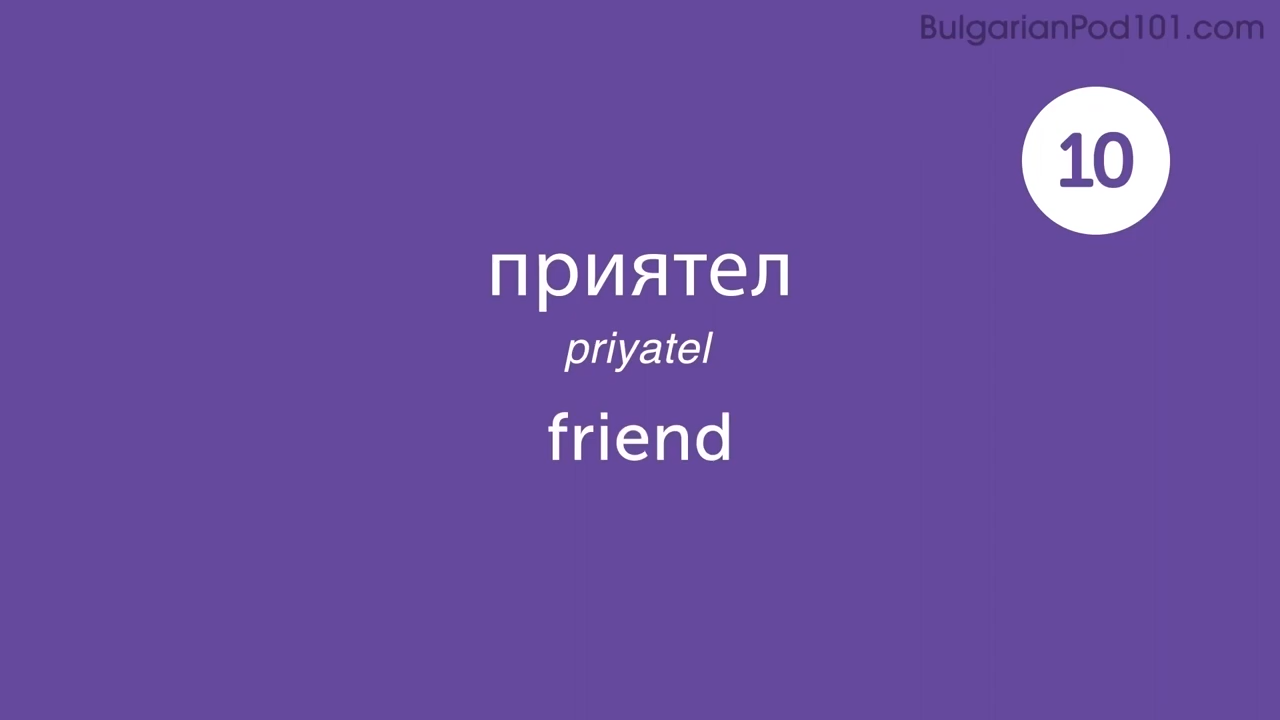 BulgarianPod101.com
10
приятел
priyatel
friend